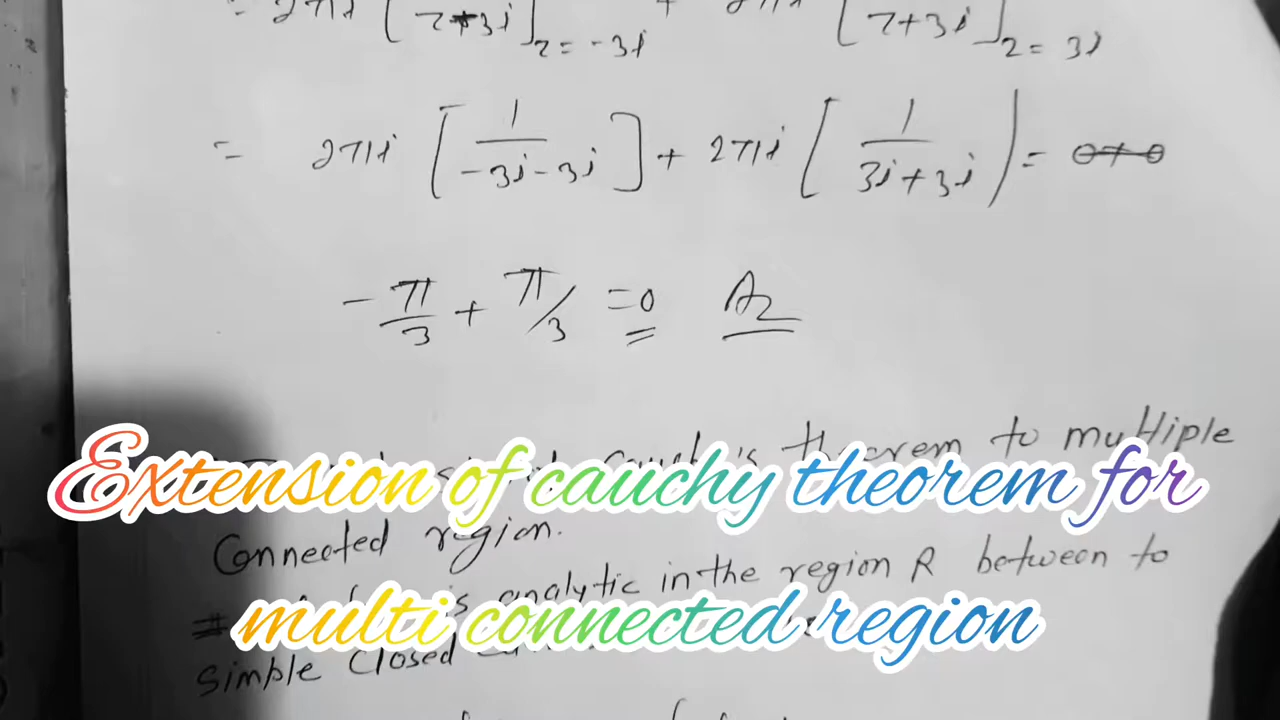 = 2πi [ z+3i ]z=-3i + 2πi [ z+3i ]z=3i
= 2πi [ 1/(-3i-3i) ] + 2πi [ 1/(3i+3i) ) =
-π/3 + π/3 =0 A2
theorem to multiple
Extension of cauchy theorem for
Connected region.
is analytic in the region R between to
multi connected region
Simple Closed